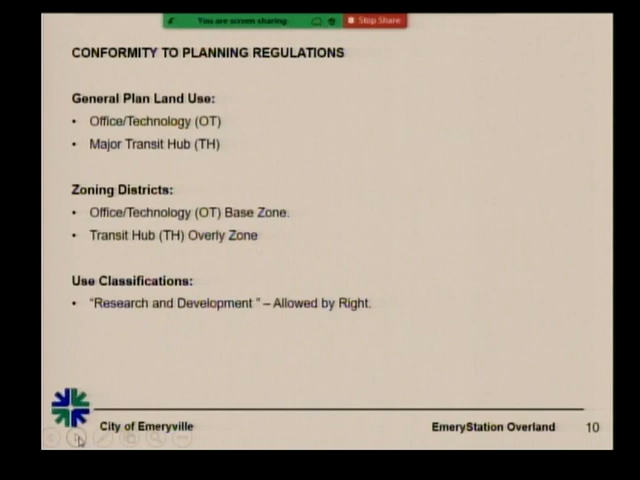 You are screen sharing
Stop Share
CONFORMITY TO PLANNING REGULATIONS
General Plan Land Use:
• Office/Technology (OT)
• Major Transit Hub (TH)
Zoning Districts:
• Office/Technology (OT) Base Zone.
• Transit Hub (TH) Overly Zone
Use Classifications:
• “Research and Development ” – Allowed by Right.
City of Emeryville
EmeryStation Overland 10